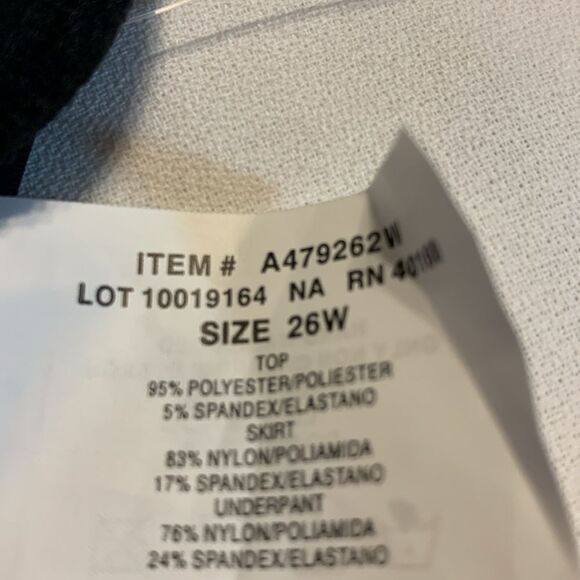 ITEM # A479262W
LOT 10019164 NA RN
SIZE 26W
TOP
95% POLYESTER/POLIESTER
5% SPANDEX/ELASTANO
SKIRT
83% NYLON/POLIAMIDA
17% SPANDEX/ELASTANO
UNDERPANT
76% NYLON/POLIAMIDA
24% SPANDEX/ELASTANO